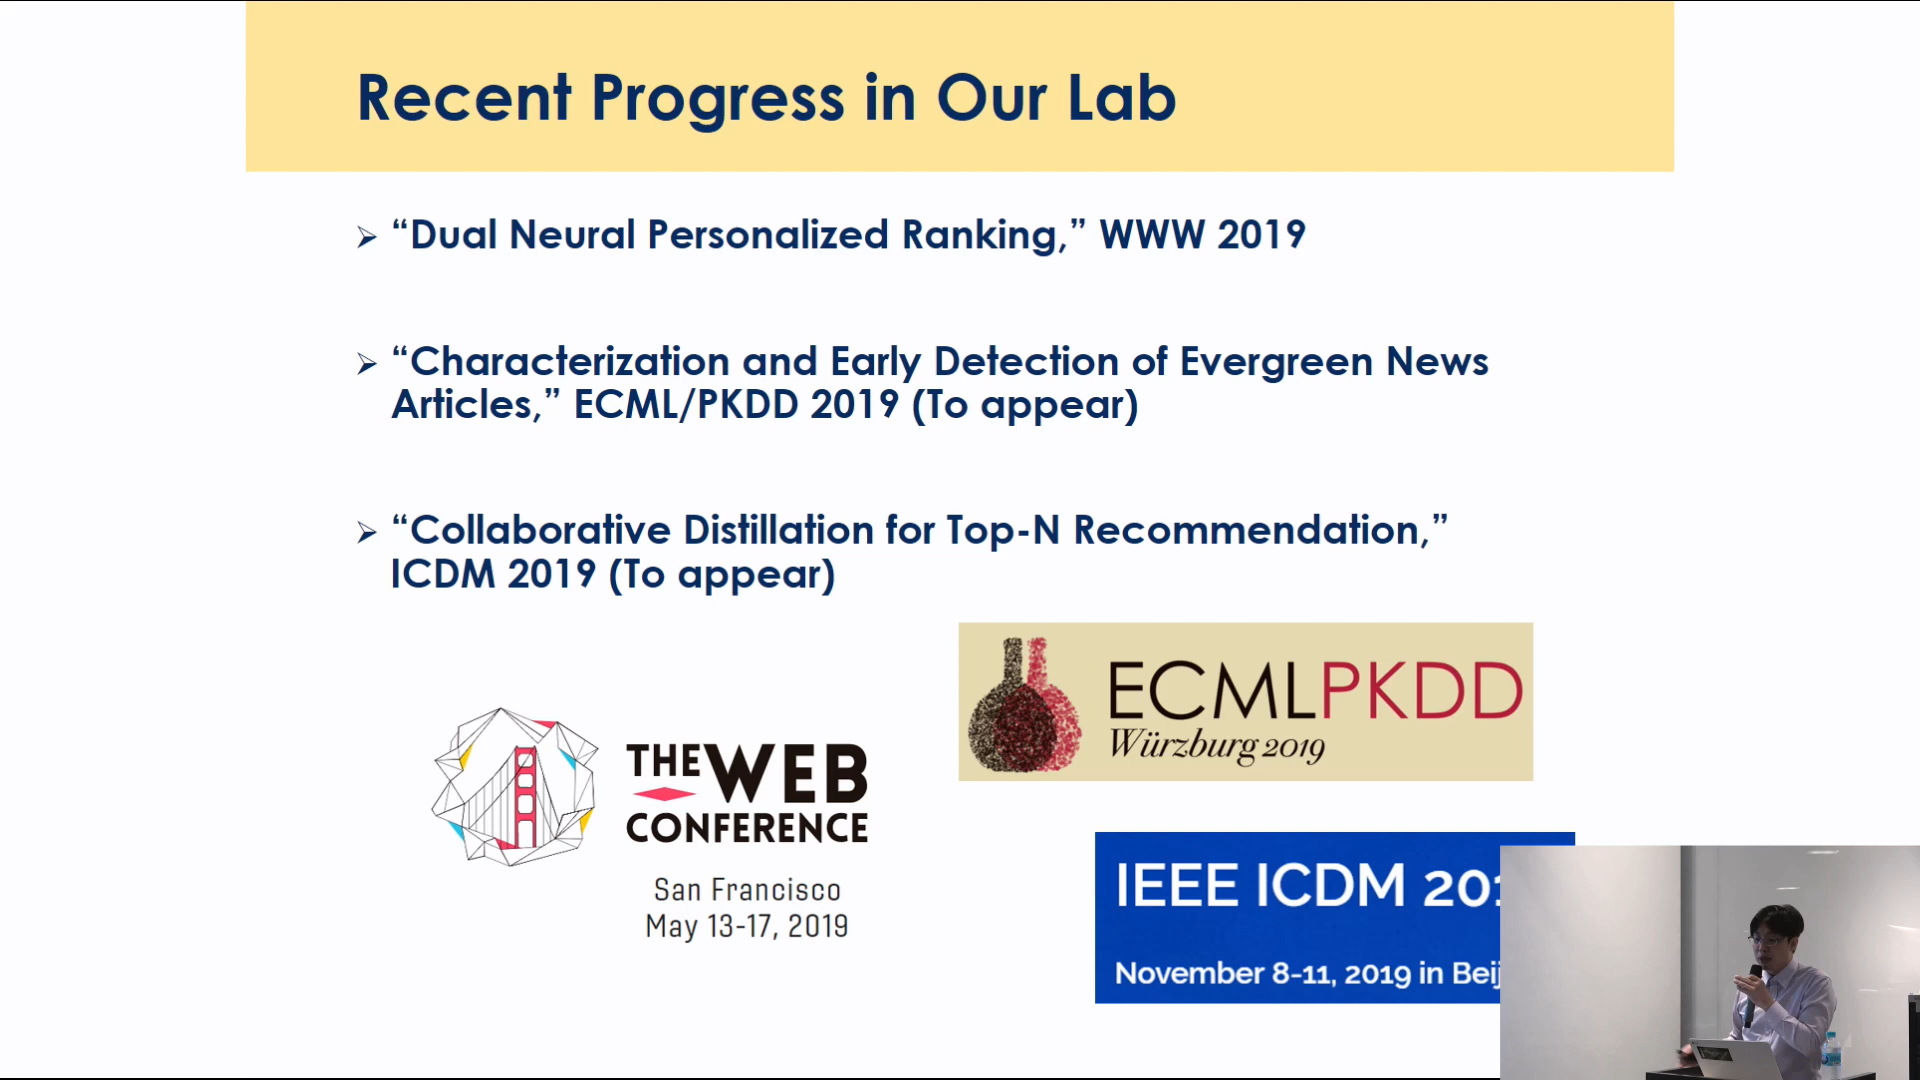 Recent Progress in Our Lab
“Dual Neural Personalized Ranking,” WWW 2019
“Characterization and Early Detection of Evergreen News
Articles,” ECML/PKDD 2019 (To appear)
“Collaborative Distillation for Top-N Recommendation,”
ICDM 2019 (To appear)
ECMLPKDD
Würzburg 2019
THE WEB
CONFERENCE
San Francisco
May 13-17, 2019
IEEE ICDM 201
November 8-11, 2019 in Beij